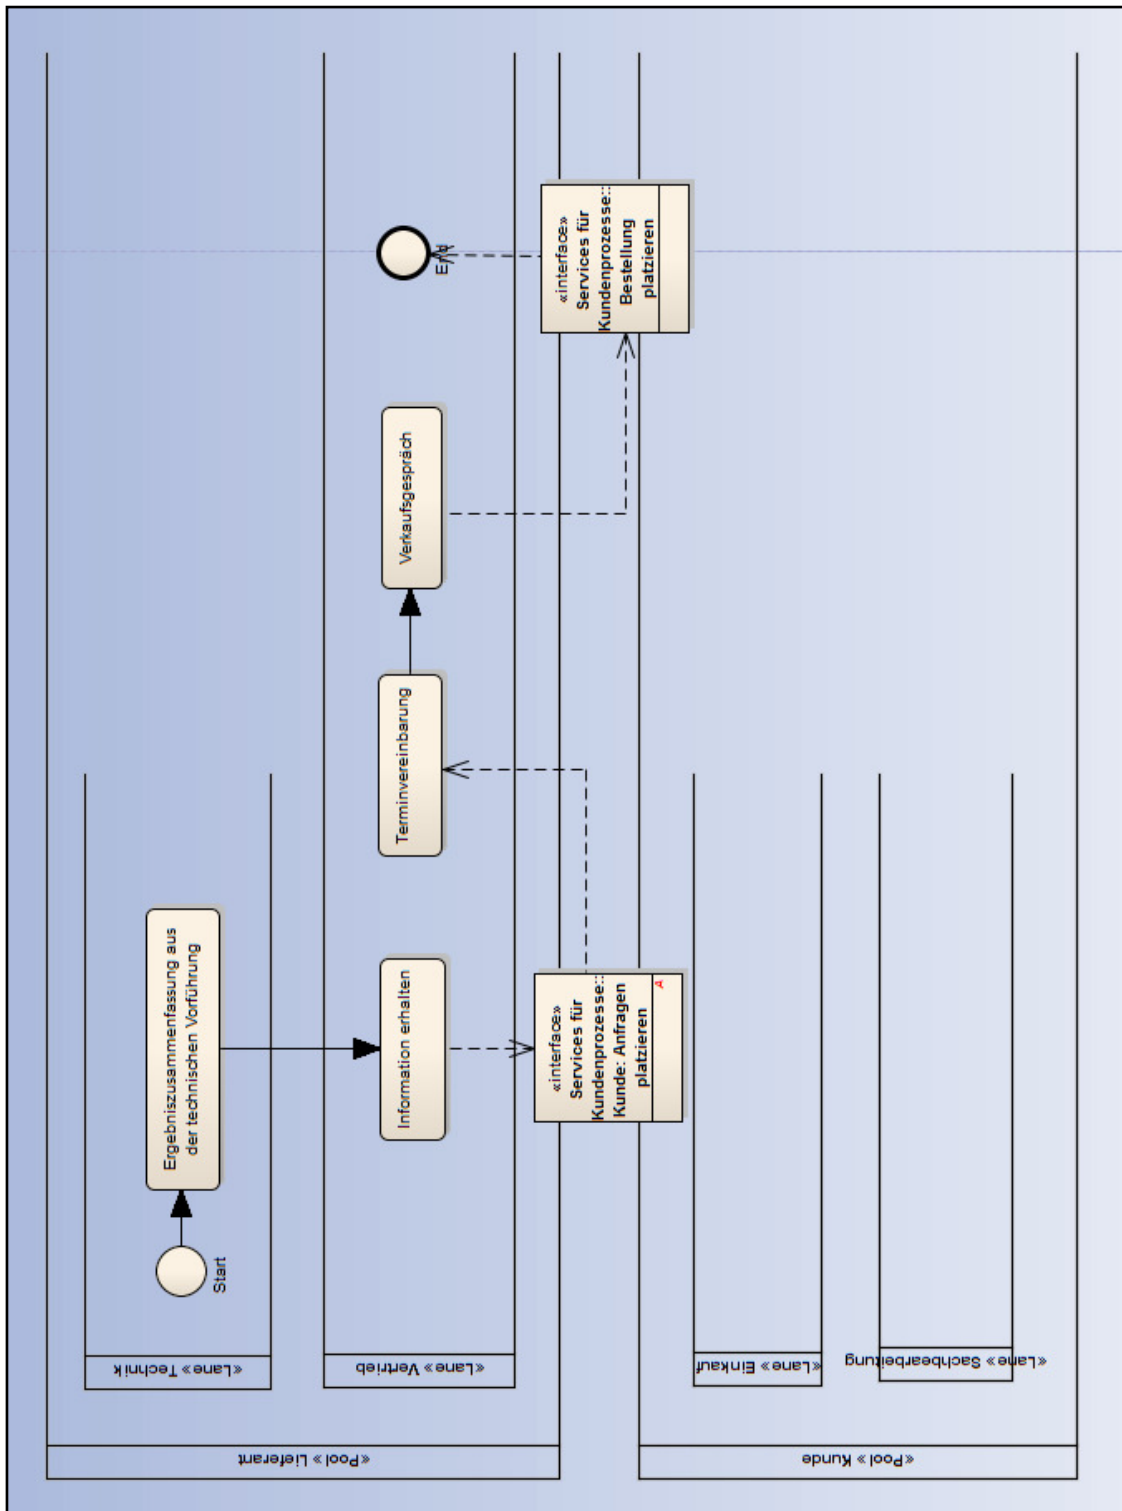 «Pool» Lieferant
«Lane» Technik
Start
Ergebniszusammenfassung aus
der technischen Vorführung
«Lane» Vertrieb
Information erhalten
Terminvereinbarung
Verkaufsgespräch
End
«interface»
Services für
Kundenprozesse::
Kunde: Anfragen
platzieren
A
«interface»
Services für
Kundenprozesse::
Bestellung
platzieren
«Pool» Kunde
«Lane» Einkauf
«Lane» Sachbearbeitung